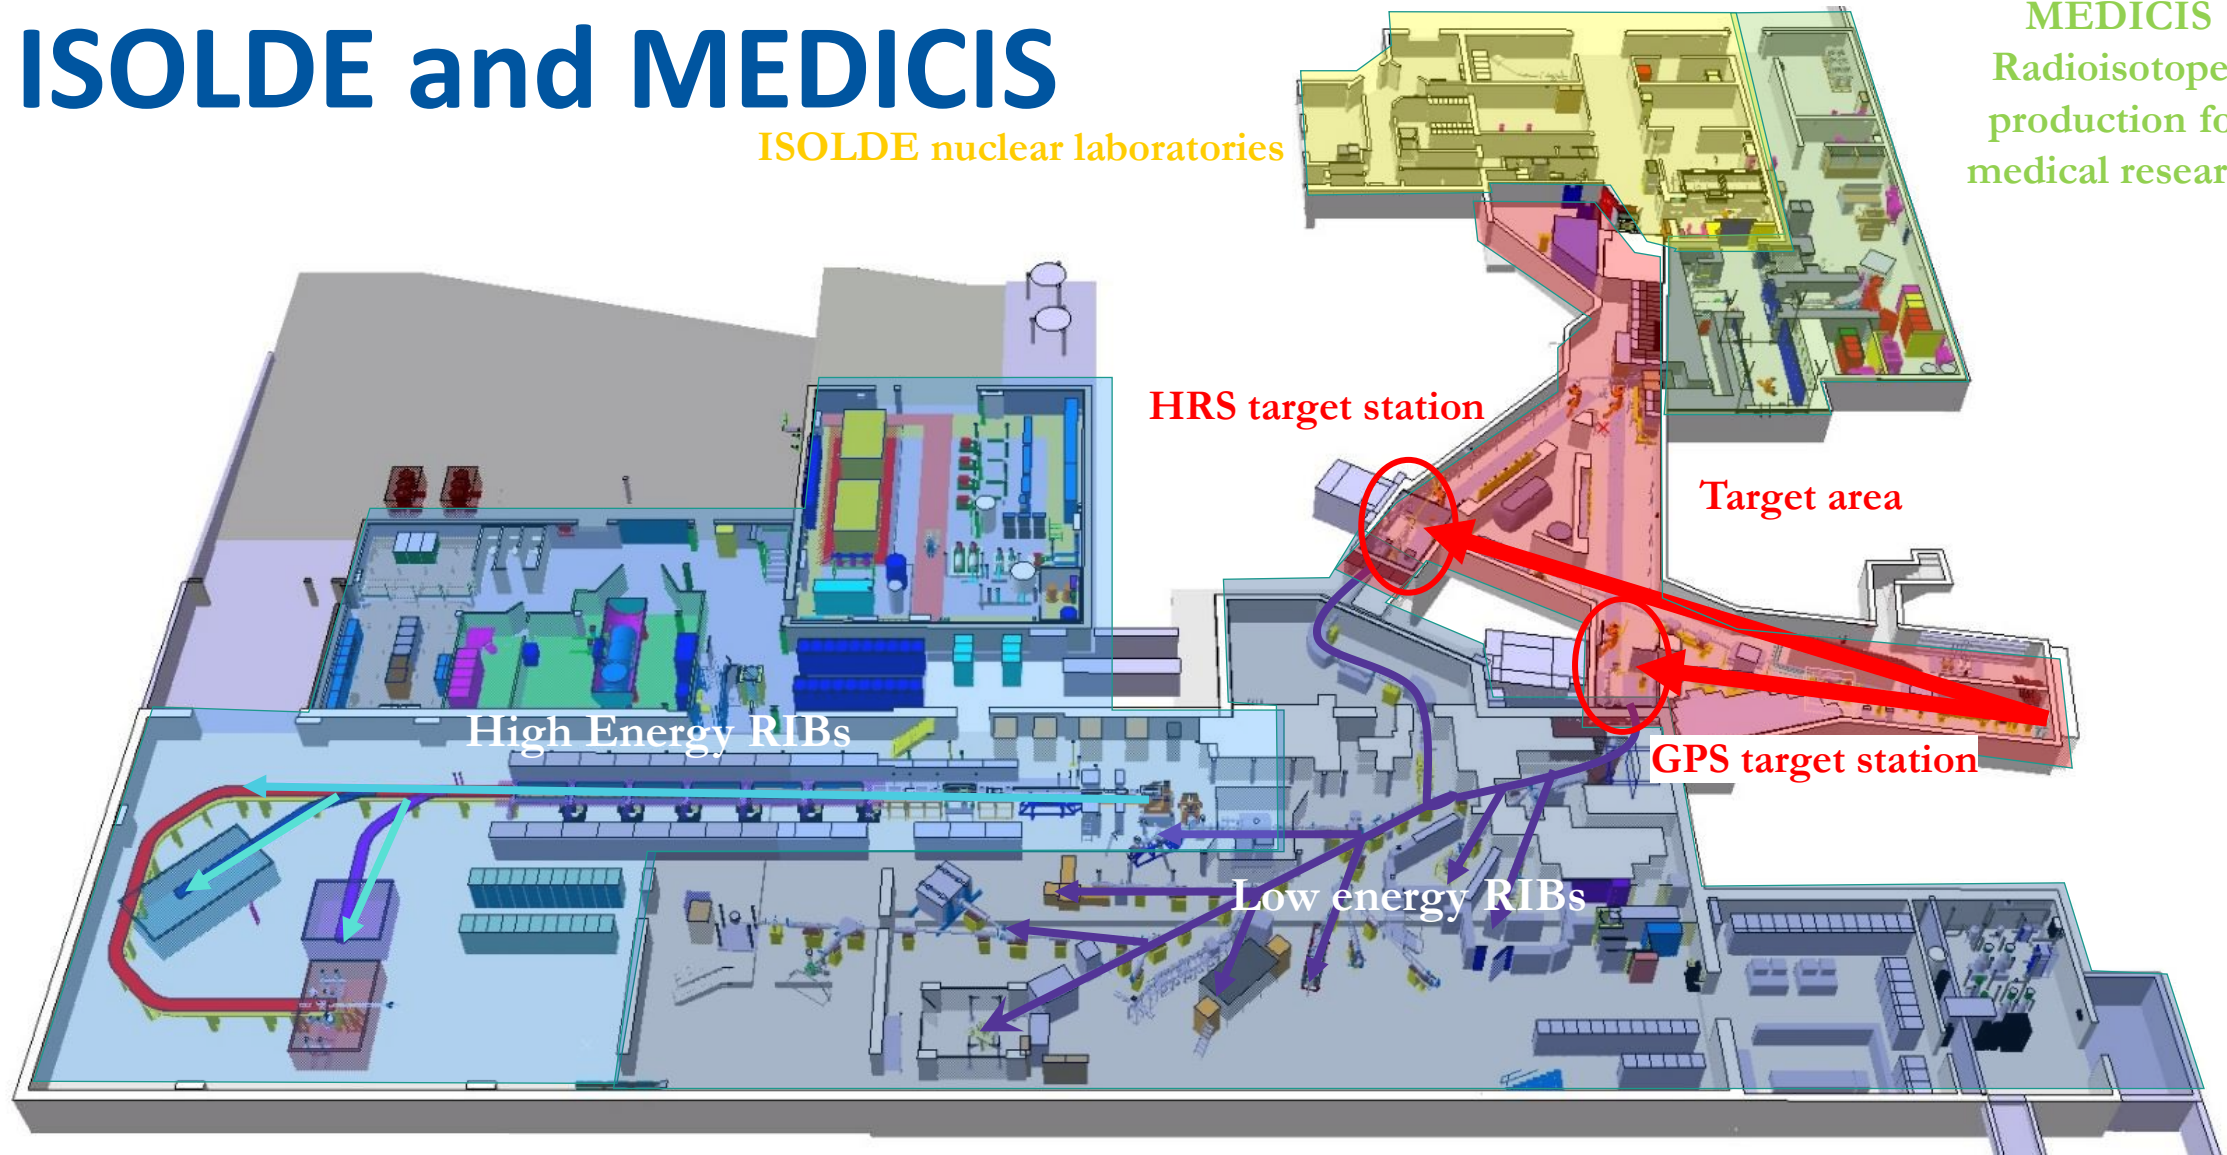 ISOLDE and MEDICIS
MEDICIS
Radioisotope
production fo
medical resear
ISOLDE nuclear laboratories
HRS target station
Target area
High Energy RIBs
GPS target station
Low energy RIBs